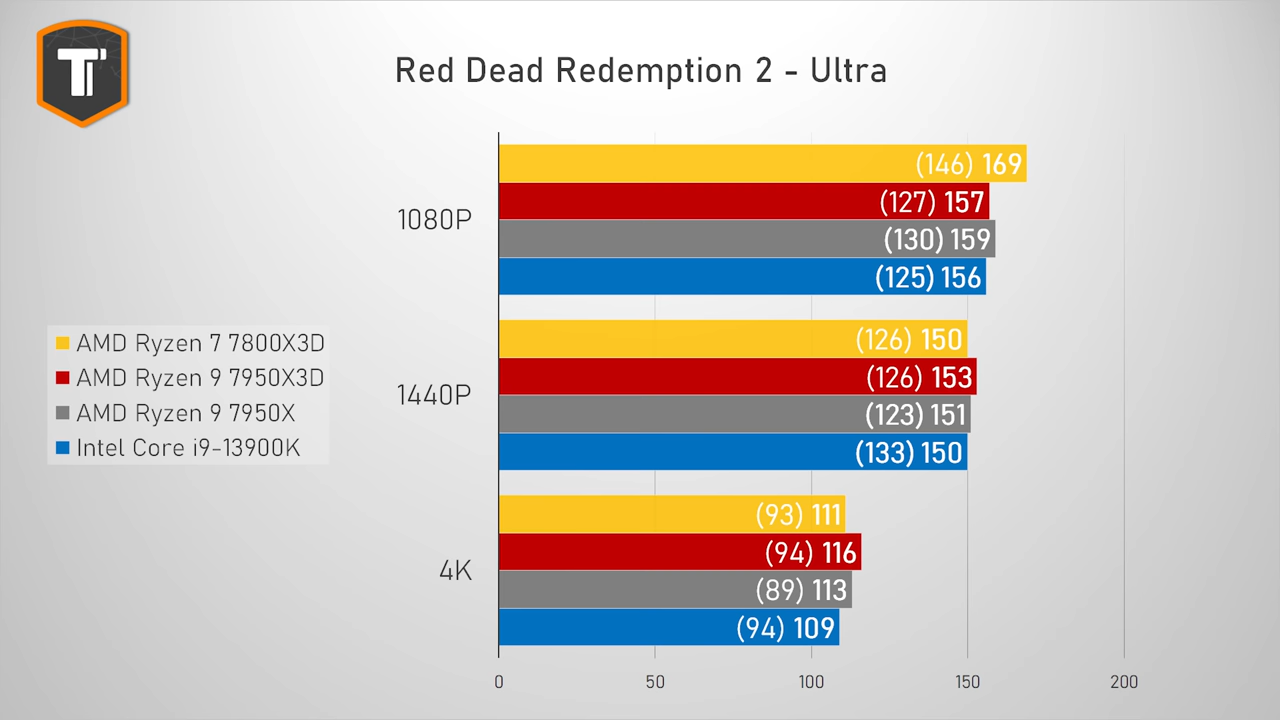 T
Red Dead Redemption 2 - Ultra
1080P
(146) 169
(127) 157
(130) 159
(125) 156
1440P
(126) 150
(126) 153
(123) 151
(133) 150
4K
(93) 111
(94) 116
(89) 113
(94) 109
AMD Ryzen 7 7800X3D
AMD Ryzen 9 7950X3D
AMD Ryzen 9 7950X
Intel Core i9-13900K
0 50 100 150 200